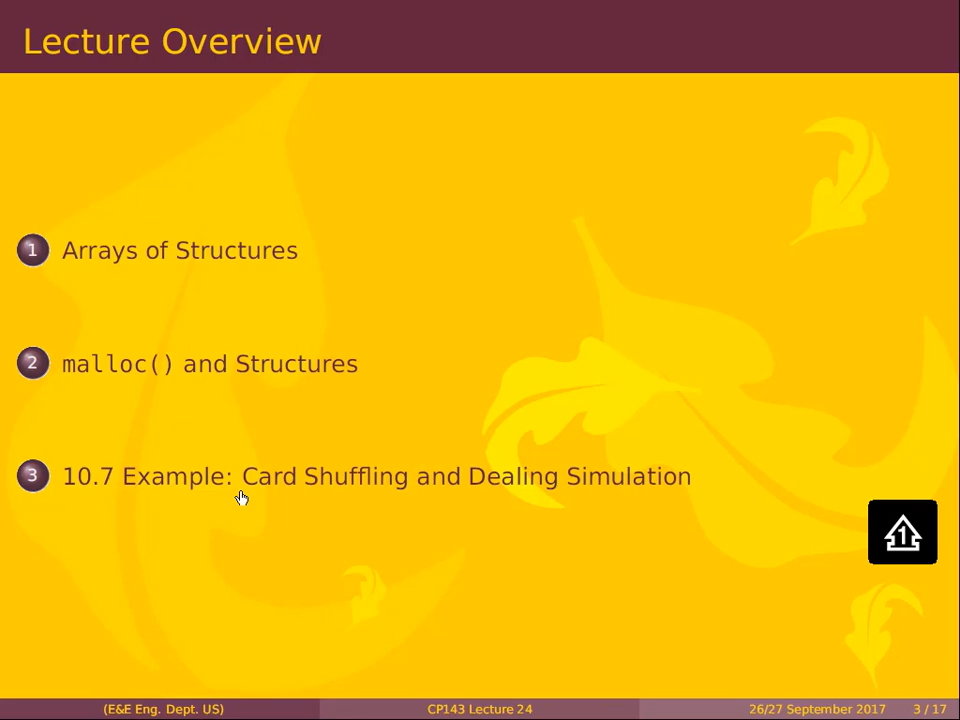 Lecture Overview
1 Arrays of Structures
2 malloc() and Structures
3 10.7 Example: Card Shuffling and Dealing Simulation
1
(E&E Eng. Dept. US) CP143 Lecture 24 26/27 September 2017 3 / 17